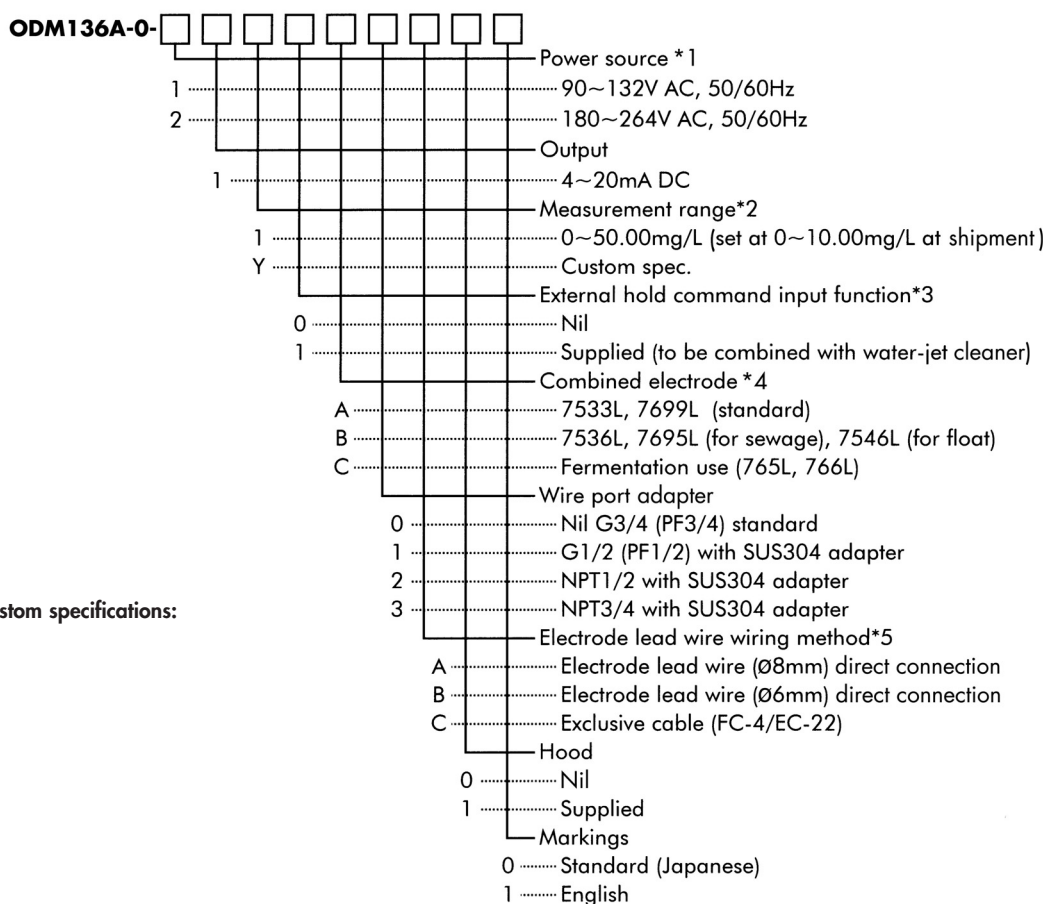 ODM136A-0-
Power source *1
1 90~132V AC, 50/60Hz
2 180~264V AC, 50/60Hz
Output
1 4~20mA DC
Measurement range*2
1 0~50.00mg/L (set at 0~10.00mg/L at shipment)
Y Custom spec.
External hold command input function*3
0 Nil
1 Supplied (to be combined with water-jet cleaner)
Combined electrode *4
A 7533L, 7699L (standard)
B 7536L, 7695L (for sewage), 7546L (for float)
C Fermentation use (765L, 766L)
Wire port adapter
0 Nil G3/4 (PF3/4) standard
1 G1/2 (PF1/2) with SUS304 adapter
2 NPT1/2 with SUS304 adapter
3 NPT3/4 with SUS304 adapter
stom specifications:
Electrode lead wire wiring method*5
A Electrode lead wire (Ø8mm) direct connection
B Electrode lead wire (Ø6mm) direct connection
C Exclusive cable (FC-4/EC-22)
Hood
0 Nil
1 Supplied
Markings
0 Standard (Japanese)
1 English